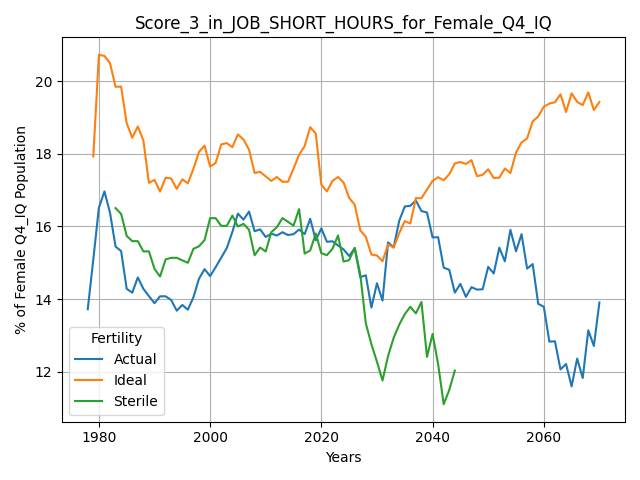 Score_3_in_JOB_SHORT_HOURS_for_Female_Q4_IQ
% of Female Q4_IQ Population
20
18
16
14
12
Fertility
Actual
Ideal
Sterile
1980 2000 2020 2040 2060
Years